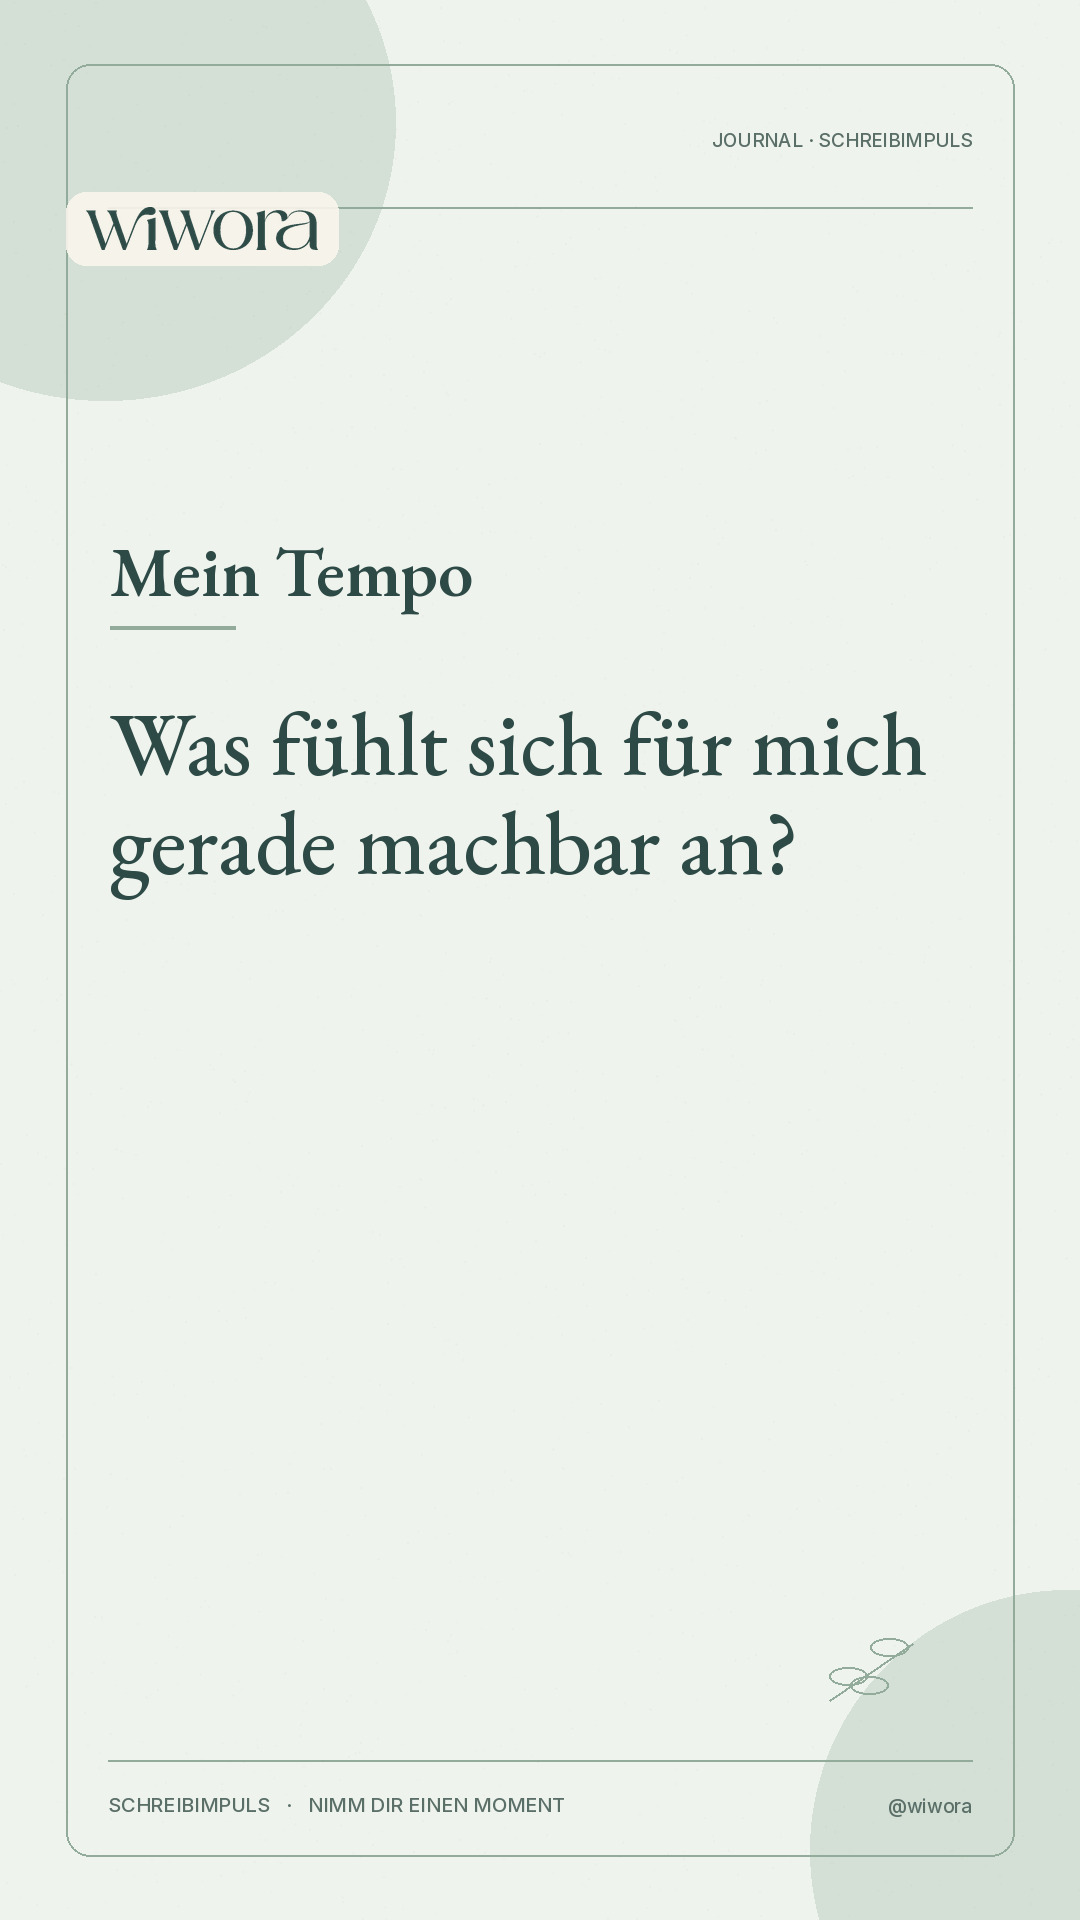 JOURNAL · SCHREIBIMPULS
wiwora
Mein Tempo
Was fühlt sich für mich
gerade machbar an?
SCHREIBIMPULS · NIMM DIR EINEN MOMENT
@wiwora